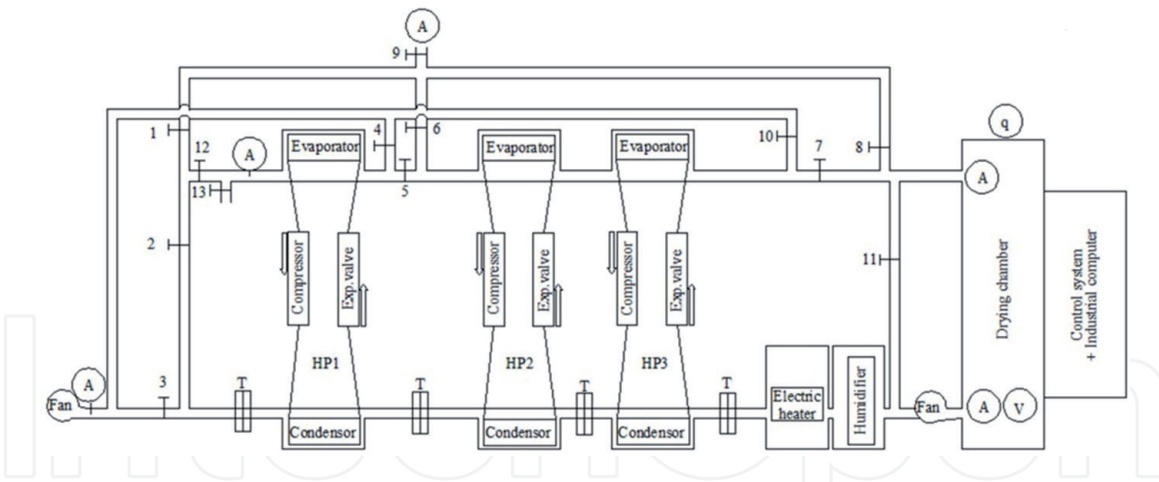 A
9
1
4
6
10
7
8
q
12
A
Evaporator
Evaporator
Evaporator
13
5
A
2
Compressor
Exp.valve
Compressor
Exp.valve
Compressor
Exp.valve
11
Drying chamber
Control system
+ Industrial computer
HP1
HP2
HP3
Fan
A
3
T
T
T
T
Condensor
Condensor
Condensor
Electric
heater
Humidifier
Fan
A
V
IntechOpen